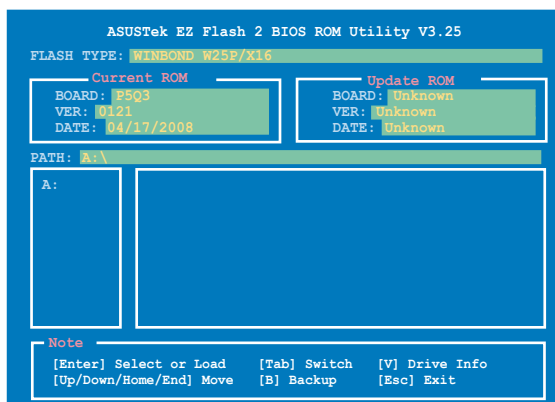 ASUSTek EZ Flash 2 BIOS ROM Utility V3.25
FLASH TYPE: WINBOND W25P/X16
Current ROM
BOARD: P5Q3
VER: 0121
DATE: 04/17/2008
Update ROM
BOARD: Unknown
VER: Unknown
DATE: Unknown
PATH: A:\
A:
Note
[Enter] Select or Load [Tab] Switch [V] Drive Info
[Up/Down/Home/End] Move [B] Backup [Esc] Exit